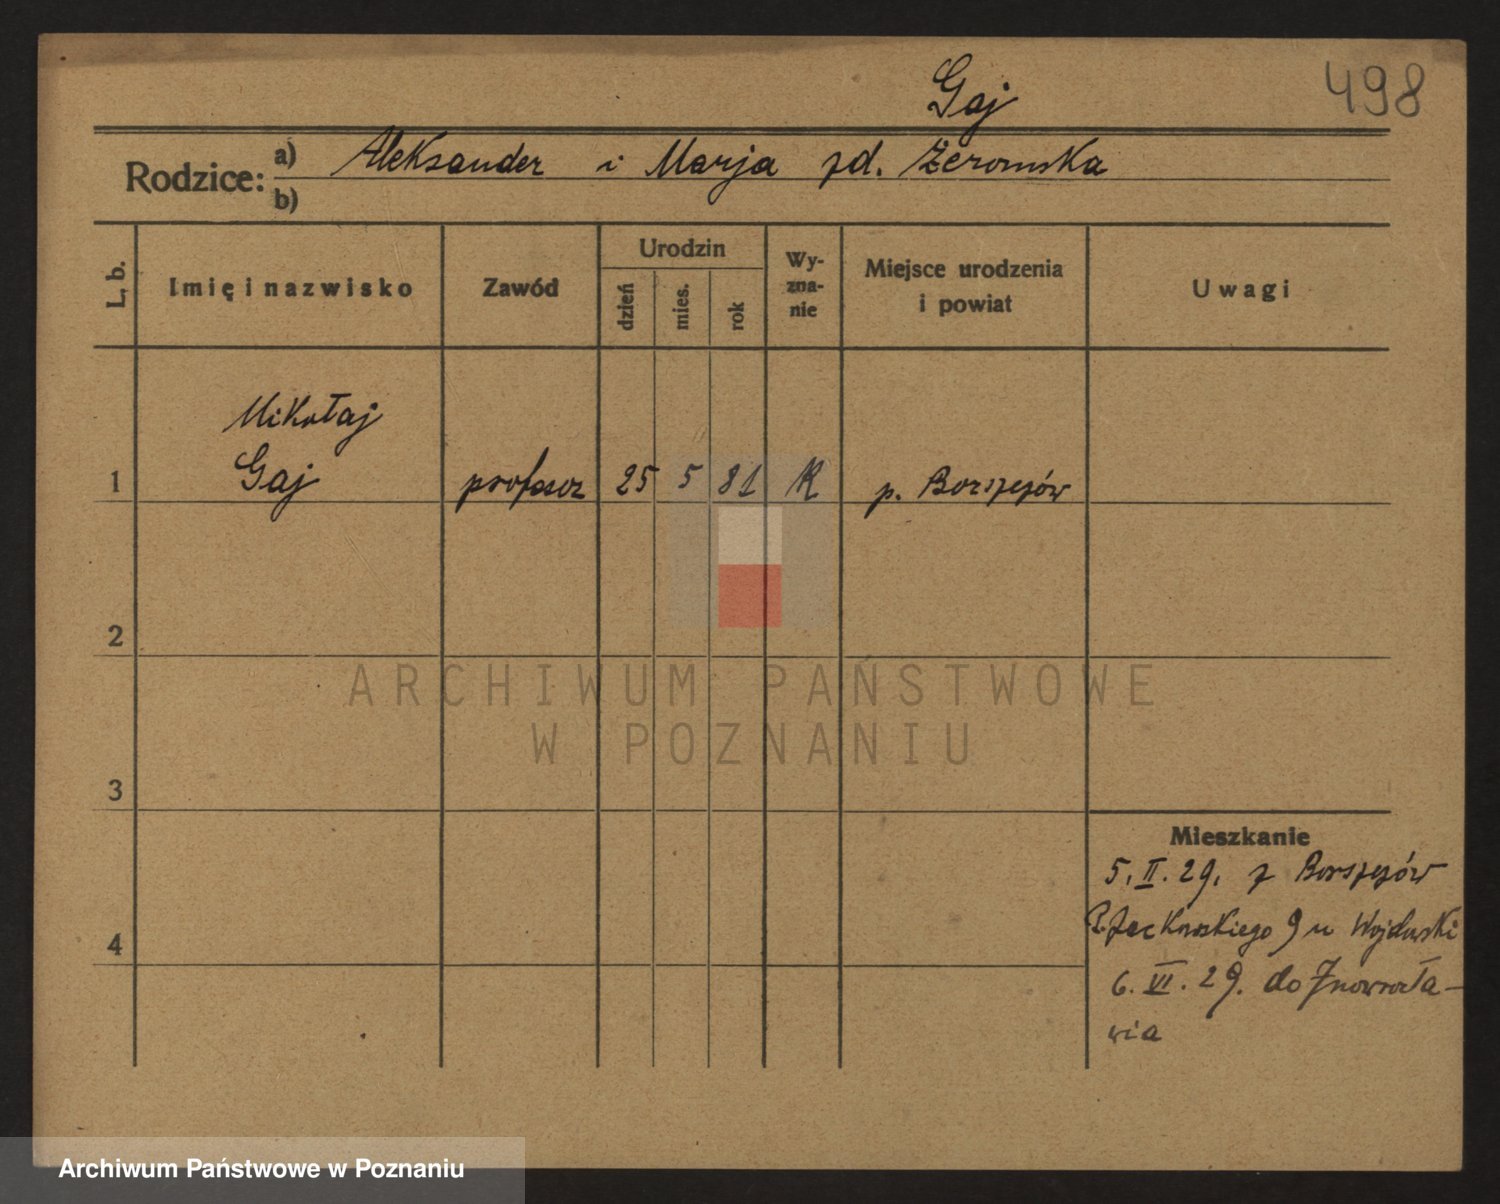 Gaj
498
Rodzice:
a) Aleksander i Marja zd. Żeromska
b)
L. b.
Imię i nazwisko
Zawód
Urodzin
dzień
mies.
rok
Wy-
zna-
nie
Miejsce urodzenia
i powiat
Uwagi
Mikołaj
1 Gaj profesor 25 5 81 K p. Borszczów
2
3
4
Mieszkanie
5. II. 29. z Borszczów
9 u Wojdowski
6. VI. 29. do Inowrocła-
wia
ARCHIWUM PAŃSTWOWE
W POZNANIU
Archiwum Państwowe w Poznaniu